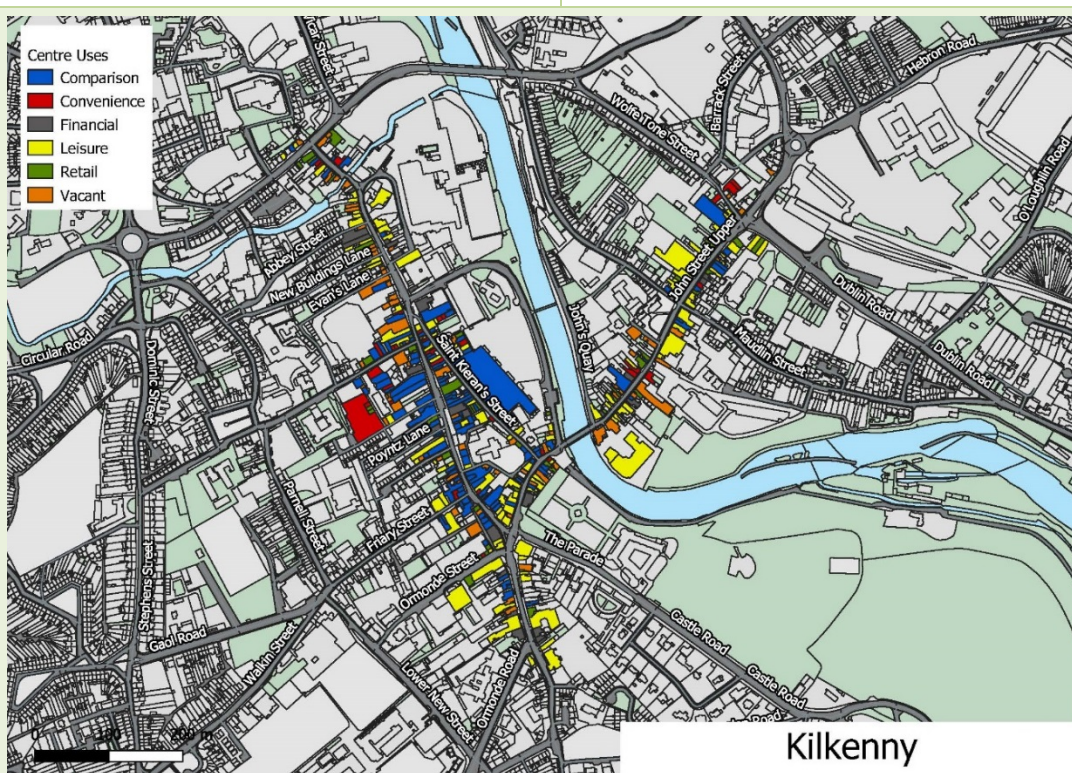 Centre Uses
Comparison
Convenience
Financial
Leisure
Retail
Vacant
Hebron Road
Barrack Street
Wolfe Tone Street
O'Loughlin Road
Abbey Street
New Buildings Lane
Evan's Lane
John Street Upper
Circular Road
Dominic Street
Saint Kieran's Street
John's Quay
Maudlin Street
Dublin Road
Dublin Road
Poyntz Lane
Parnell Street
Friary Street
The Parade
Ormonde Street
Stephens Street
Gaol Road
Walkin Street
Lower New Street
Ormonde Road
Castle Road
Castle Road
Road
0 100 200 m
Kilkenny